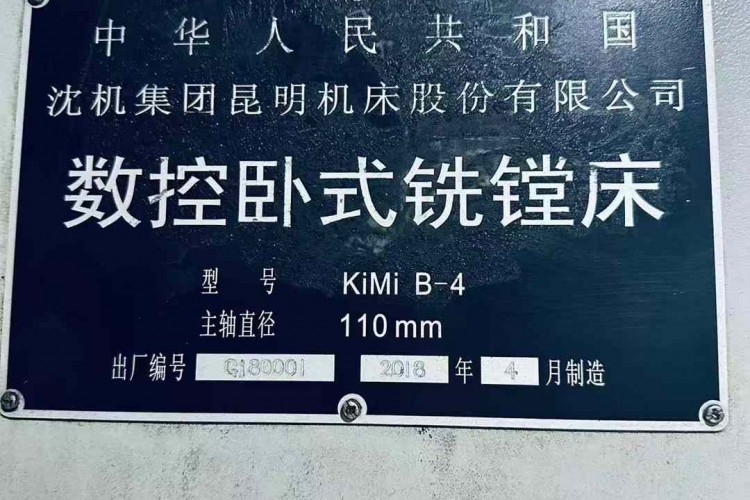 中华人民共和国
沈机集团昆明机床股份有限公司
数控卧式铣镗床
型 号 KiMi B-4
主轴直径 110mm
出厂编号 G180001 2018 年 4 月制造